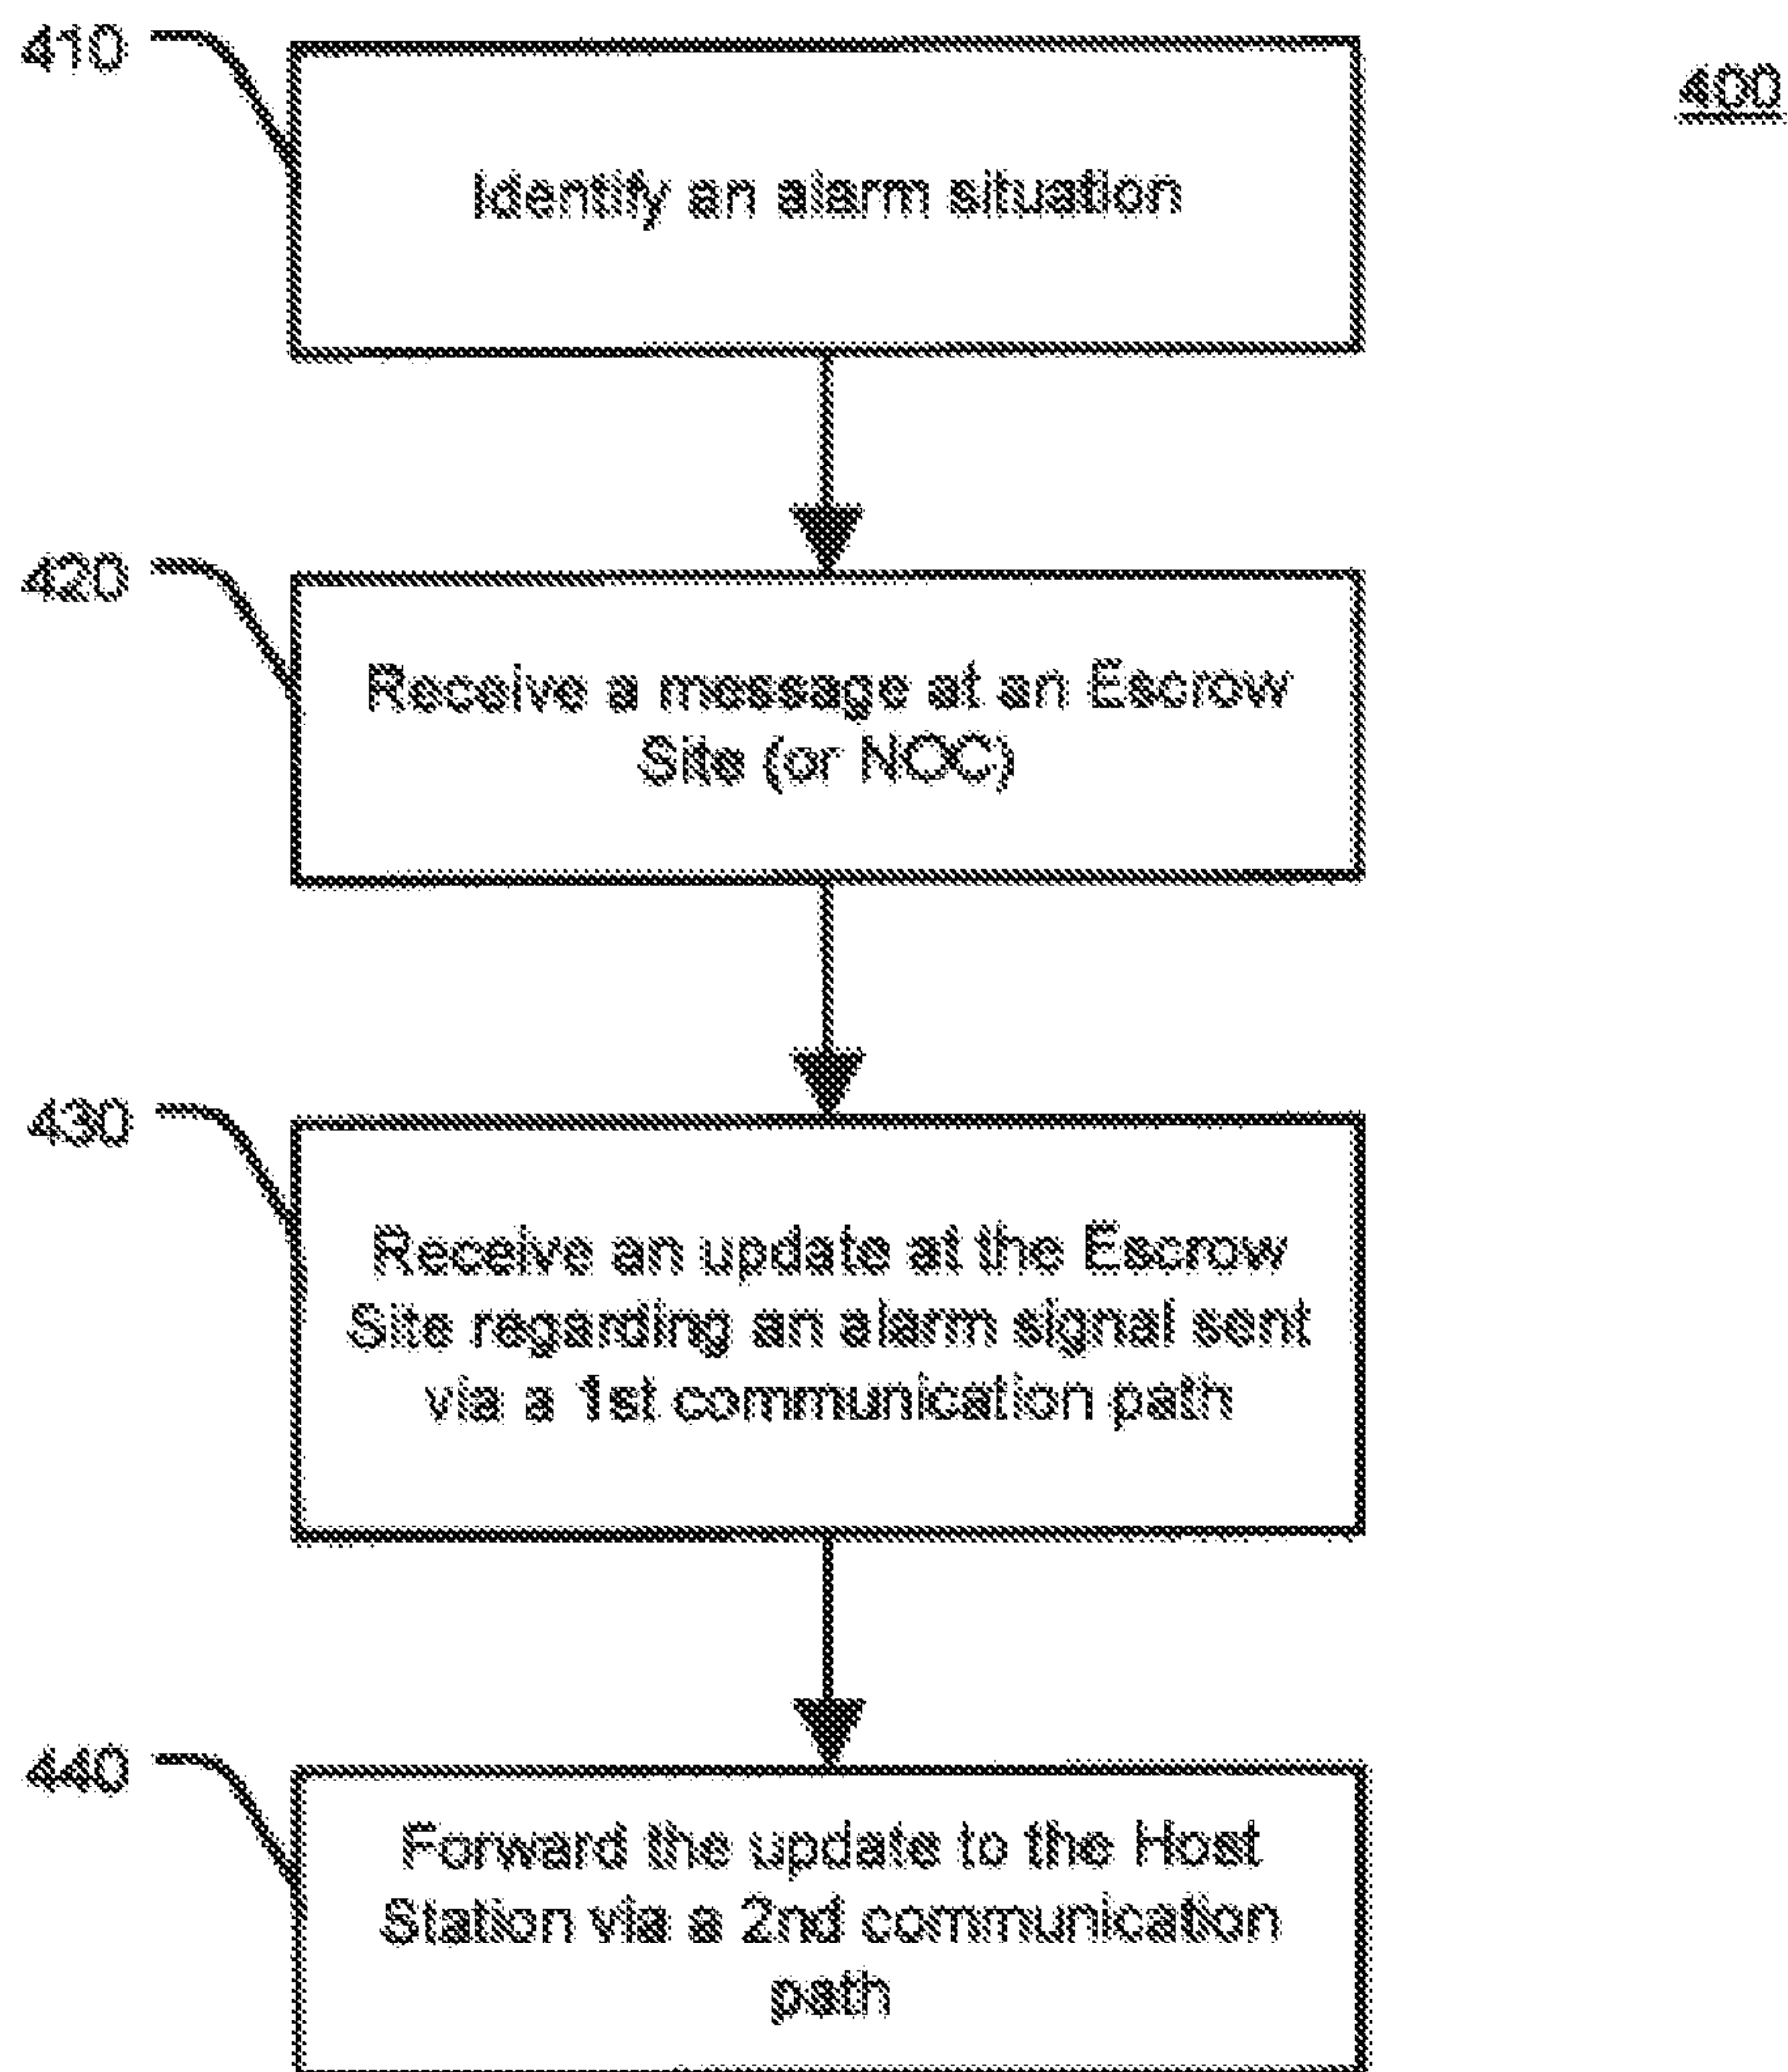 410
400
Identify an alarm situation
420
Receive a message at an Escrow
Site (or NOC)
430
Receive an update at the Escrow
Site regarding an alarm signal sent
via a 1st communication path
440
Forward the update to the Host
Station via a 2nd communication
path